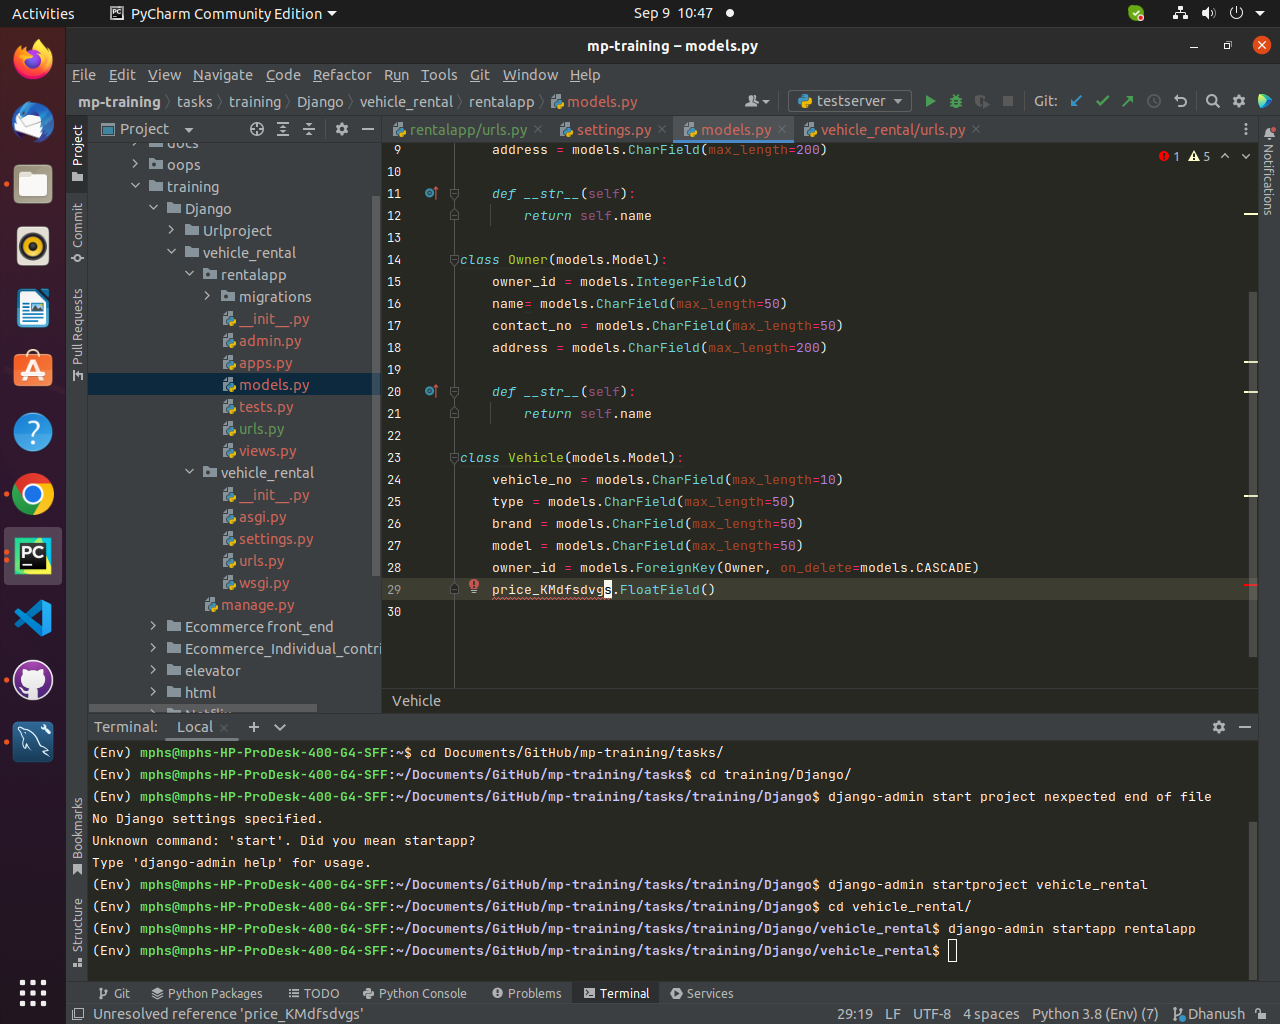 Activities
PyCharm Community Edition
Sep 9 10:47
mp-training – models.py
File Edit View Navigate Code Refactor Run Tools Git Window Help
mp-training tasks training Django vehicle_rental rentalapp models.py
testserver
Git:
Project
rentalapp/urls.py
settings.py
models.py
vehicle_rental/urls.py
docs
oops
training
Django
Urlproject
vehicle_rental
rentalapp
migrations
__init__.py
admin.py
apps.py
models.py
tests.py
urls.py
views.py
vehicle_rental
__init__.py
asgi.py
settings.py
urls.py
wsgi.py
manage.py
Ecommerce front_end
Ecommerce_Individual_contri
elevator
html
Project
Commit
Pull Requests
Bookmarks
Structure
Notifications
1 5
9 address = models.CharField(max_length=200)
10
11 def __str__(self):
12 return self.name
13
14 class Owner(models.Model):
15 owner_id = models.IntegerField()
16 name= models.CharField(max_length=50)
17 contact_no = models.CharField(max_length=50)
18 address = models.CharField(max_length=200)
19
20 def __str__(self):
21 return self.name
22
23 class Vehicle(models.Model):
24 vehicle_no = models.CharField(max_length=10)
25 type = models.CharField(max_length=50)
26 brand = models.CharField(max_length=50)
27 model = models.CharField(max_length=50)
28 owner_id = models.ForeignKey(Owner, on_delete=models.CASCADE)
29 price_KMdfsdvgs.FloatField()
30
Vehicle
Terminal: Local
(Env) mphs@mphs-HP-ProDesk-400-G4-SFF:~$ cd Documents/GitHub/mp-training/tasks/
(Env) mphs@mphs-HP-ProDesk-400-G4-SFF:~/Documents/GitHub/mp-training/tasks$ cd training/Django/
(Env) mphs@mphs-HP-ProDesk-400-G4-SFF:~/Documents/GitHub/mp-training/tasks/training/Django$ django-admin start project nexpected end of file
No Django settings specified.
Unknown command: 'start'. Did you mean startapp?
Type 'django-admin help' for usage.
(Env) mphs@mphs-HP-ProDesk-400-G4-SFF:~/Documents/GitHub/mp-training/tasks/training/Django$ django-admin startproject vehicle_rental
(Env) mphs@mphs-HP-ProDesk-400-G4-SFF:~/Documents/GitHub/mp-training/tasks/training/Django$ cd vehicle_rental/
(Env) mphs@mphs-HP-ProDesk-400-G4-SFF:~/Documents/GitHub/mp-training/tasks/training/Django/vehicle_rental$ django-admin startapp rentalapp
(Env) mphs@mphs-HP-ProDesk-400-G4-SFF:~/Documents/GitHub/mp-training/tasks/training/Django/vehicle_rental$
Git Python Packages TODO Python Console Problems Terminal Services
Unresolved reference 'price_KMdfsdvgs'
29:19 LF UTF-8 4 spaces Python 3.8 (Env) (7) Dhanush